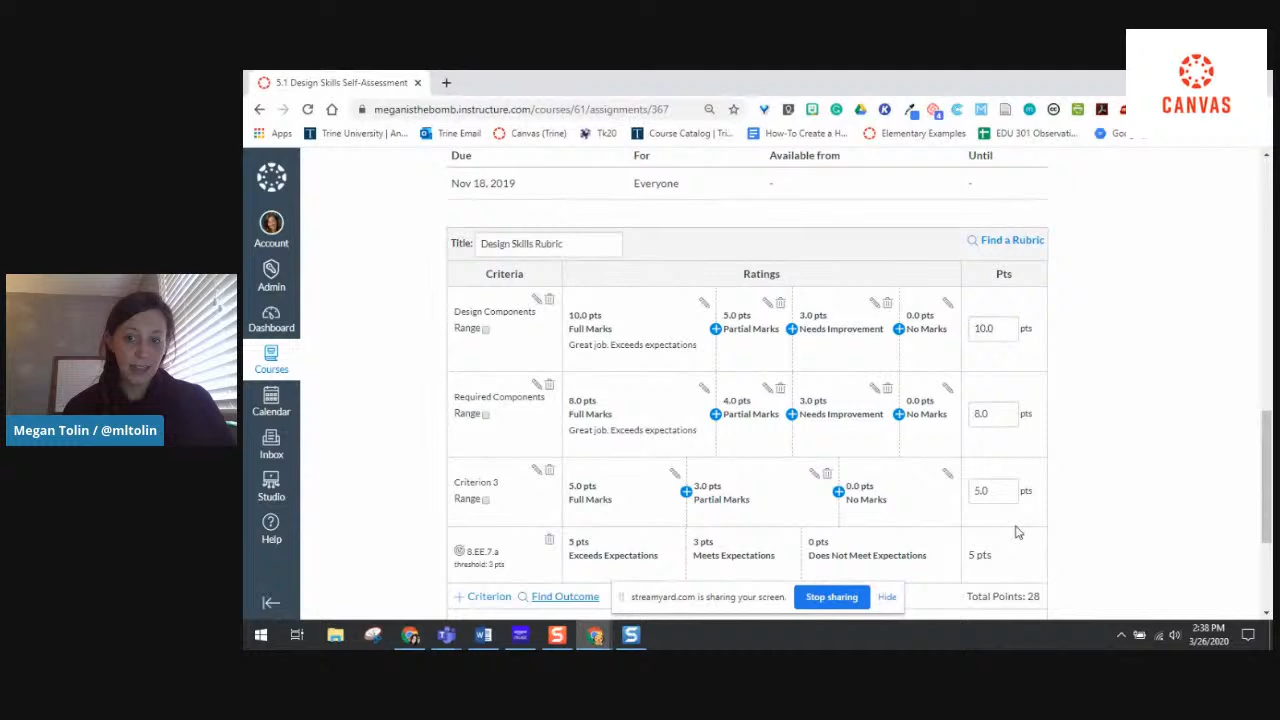 CANVAS
5.1 Design Skills Self-Assessment
meganisthebomb.instructure.com/courses/61/assignments/367
Apps
Trine University | An...
Trine Email
Canvas (Trine)
Tk20
Course Catalog | Tri...
How-To Create a H...
Elementary Examples
EDU 301 Observati...
Due For Available from Until
Nov 18, 2019 Everyone - -
Title: Design Skills Rubric Find a Rubric
Criteria Ratings Pts
Design Components
Range
10.0 pts
Full Marks
Great job. Exceeds expectations
5.0 pts
Partial Marks
3.0 pts
Needs Improvement
0.0 pts
No Marks
10.0 pts
Required Components
Range
8.0 pts
Full Marks
Great job. Exceeds expectations
4.0 pts
Partial Marks
3.0 pts
Needs Improvement
0.0 pts
No Marks
8.0 pts
Criterion 3
Range
5.0 pts
Full Marks
3.0 pts
Partial Marks
0.0 pts
No Marks
5.0 pts
8.EE.7.a
threshold: 3 pts
5 pts
Exceeds Expectations
3 pts
Meets Expectations
0 pts
Does Not Meet Expectations
5 pts
+ Criterion Find Outcome
Total Points: 28
streamyard.com is sharing your screen.
Stop sharing
Hide
Account
Admin
Dashboard
Courses
Calendar
Inbox
Studio
Help
Megan Tolin / @mltolin
2:38 PM
3/26/2020